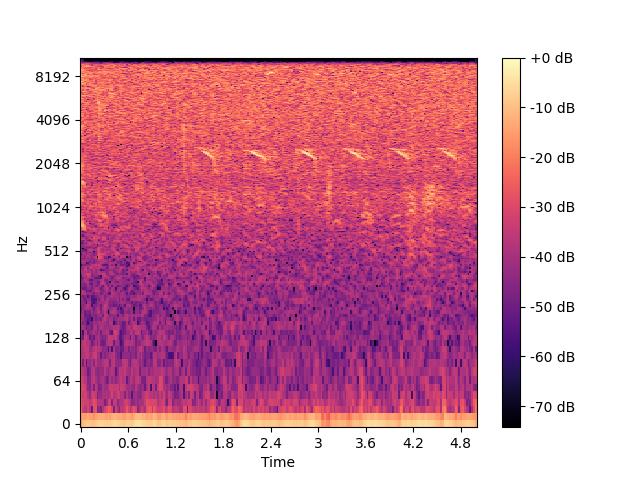 8192
4096
2048
1024
512
256
128
64
0
Hz
0 0.6 1.2 1.8 2.4 3 3.6 4.2 4.8
Time
+0 dB
-10 dB
-20 dB
-30 dB
-40 dB
-50 dB
-60 dB
-70 dB